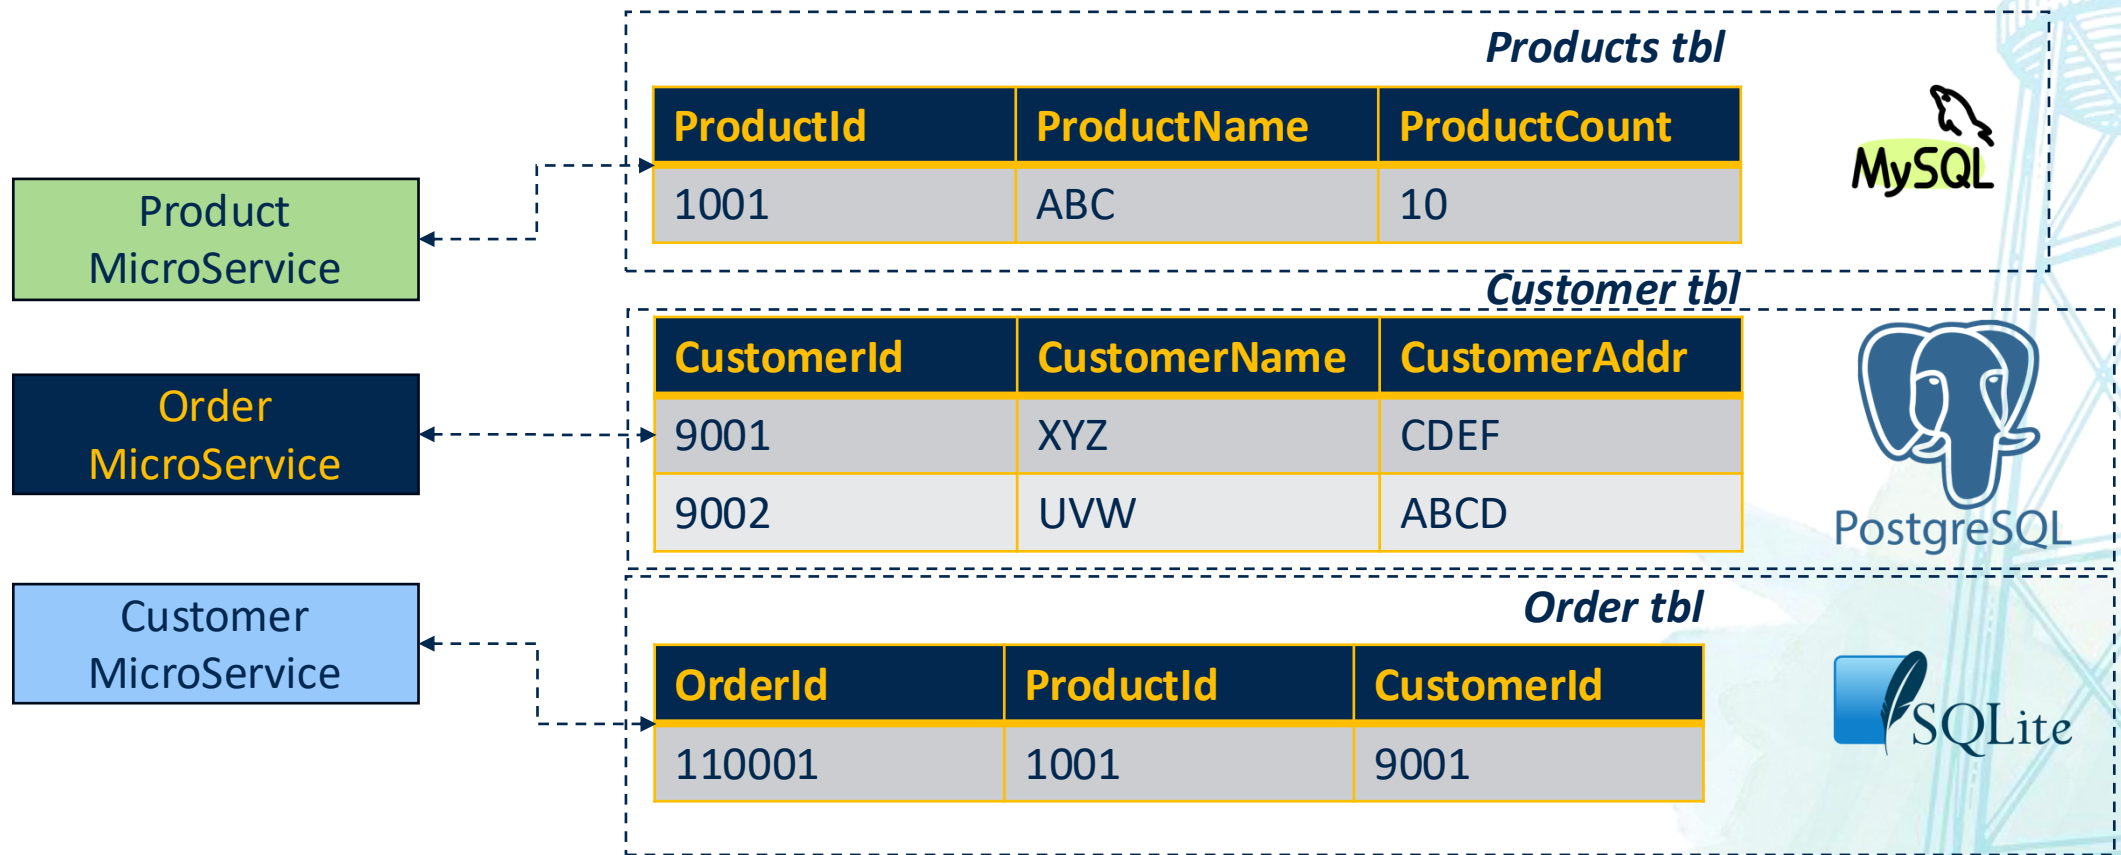 Products tbl
ProductId ProductName ProductCount
1001 ABC 10
MySQL
Product
MicroService
Customer tbl
CustomerId CustomerName CustomerAddr
9001 XYZ CDEF
9002 UVW ABCD
PostgreSQL
Order
MicroService
Order tbl
OrderId ProductId CustomerId
110001 1001 9001
SQLite
Customer
MicroService